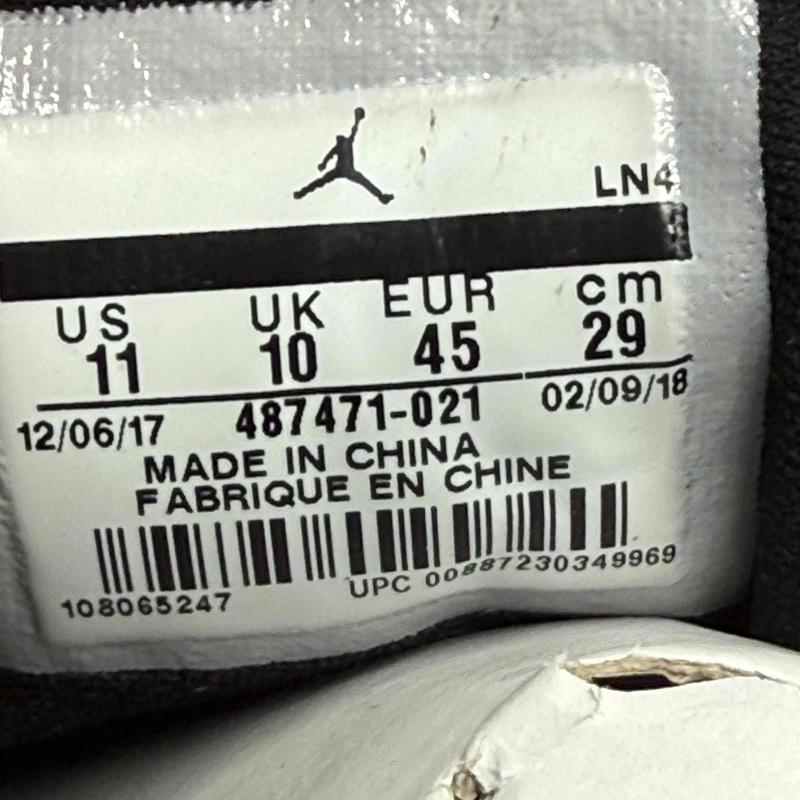 LN4
US UK EUR cm
11 10 45 29
12/06/17 487471-021 02/09/18
MADE IN CHINA
FABRIQUE EN CHINE
108065247 UPC 00887230349969